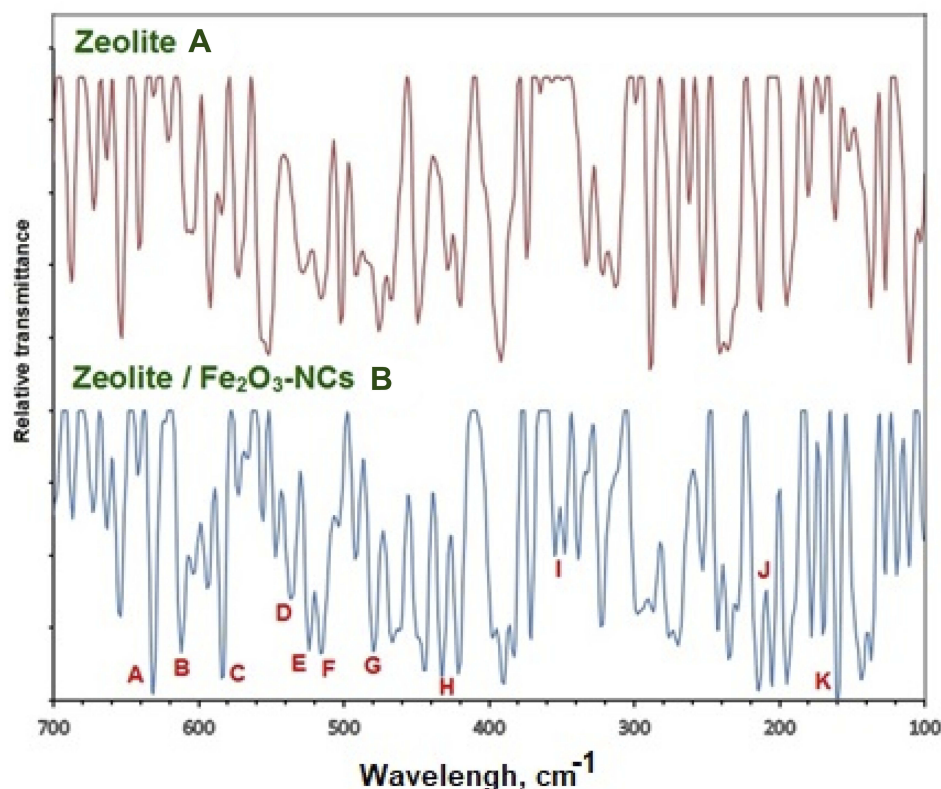 Zeolite A
Relative transmittance
Zeolite / Fe₂O₃-NCs B
A
B
C
D
E
F
G
H
I
J
K
700 600 500 400 300 200 100
Wavelengh, cm⁻¹